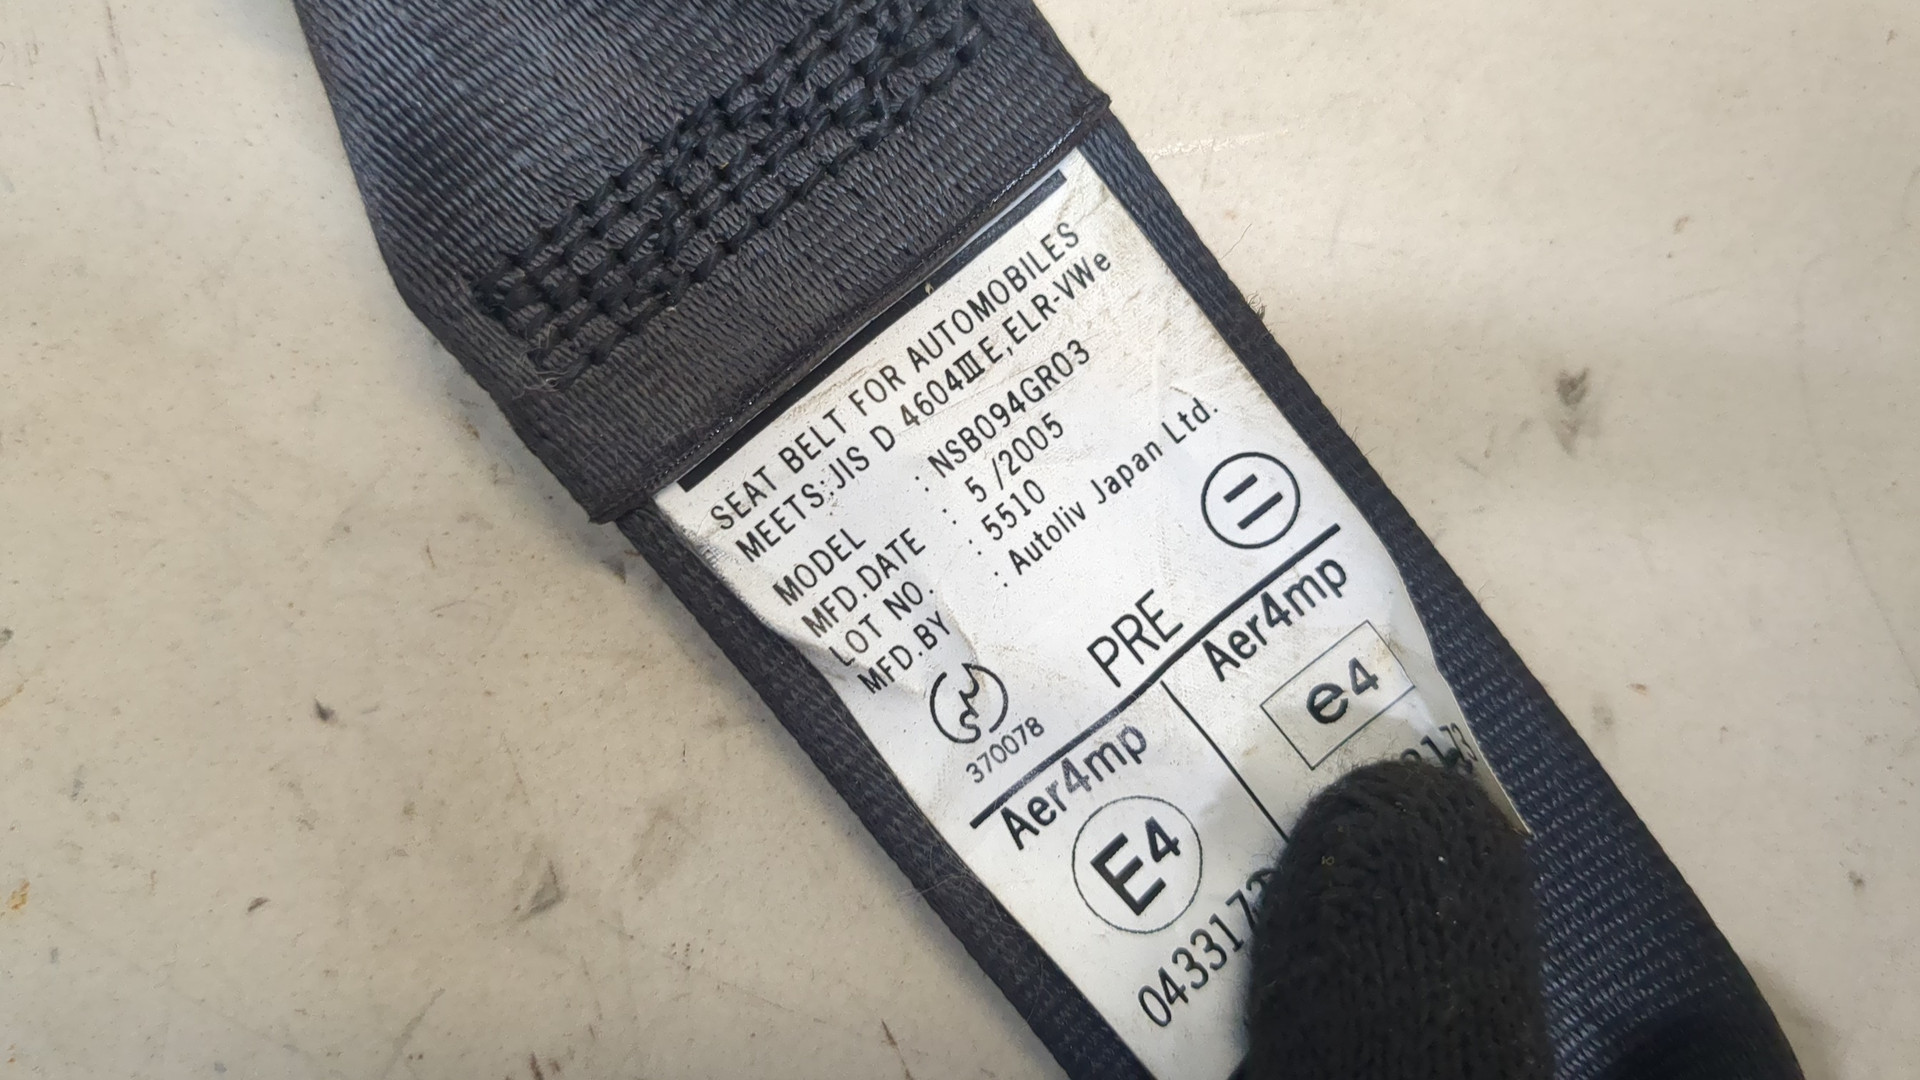 SEAT BELT FOR AUTOMOBILES
MEETS:JIS D 4604ⅢE,ELR-VWe
MODEL : NSB094GR03
MFD.DATE : 5 /2005
LOT NO. : 5510
MFD.BY : Autoliv Japan Ltd.
370078
PRE
Aer4mp
E4
Aer4mp
e4